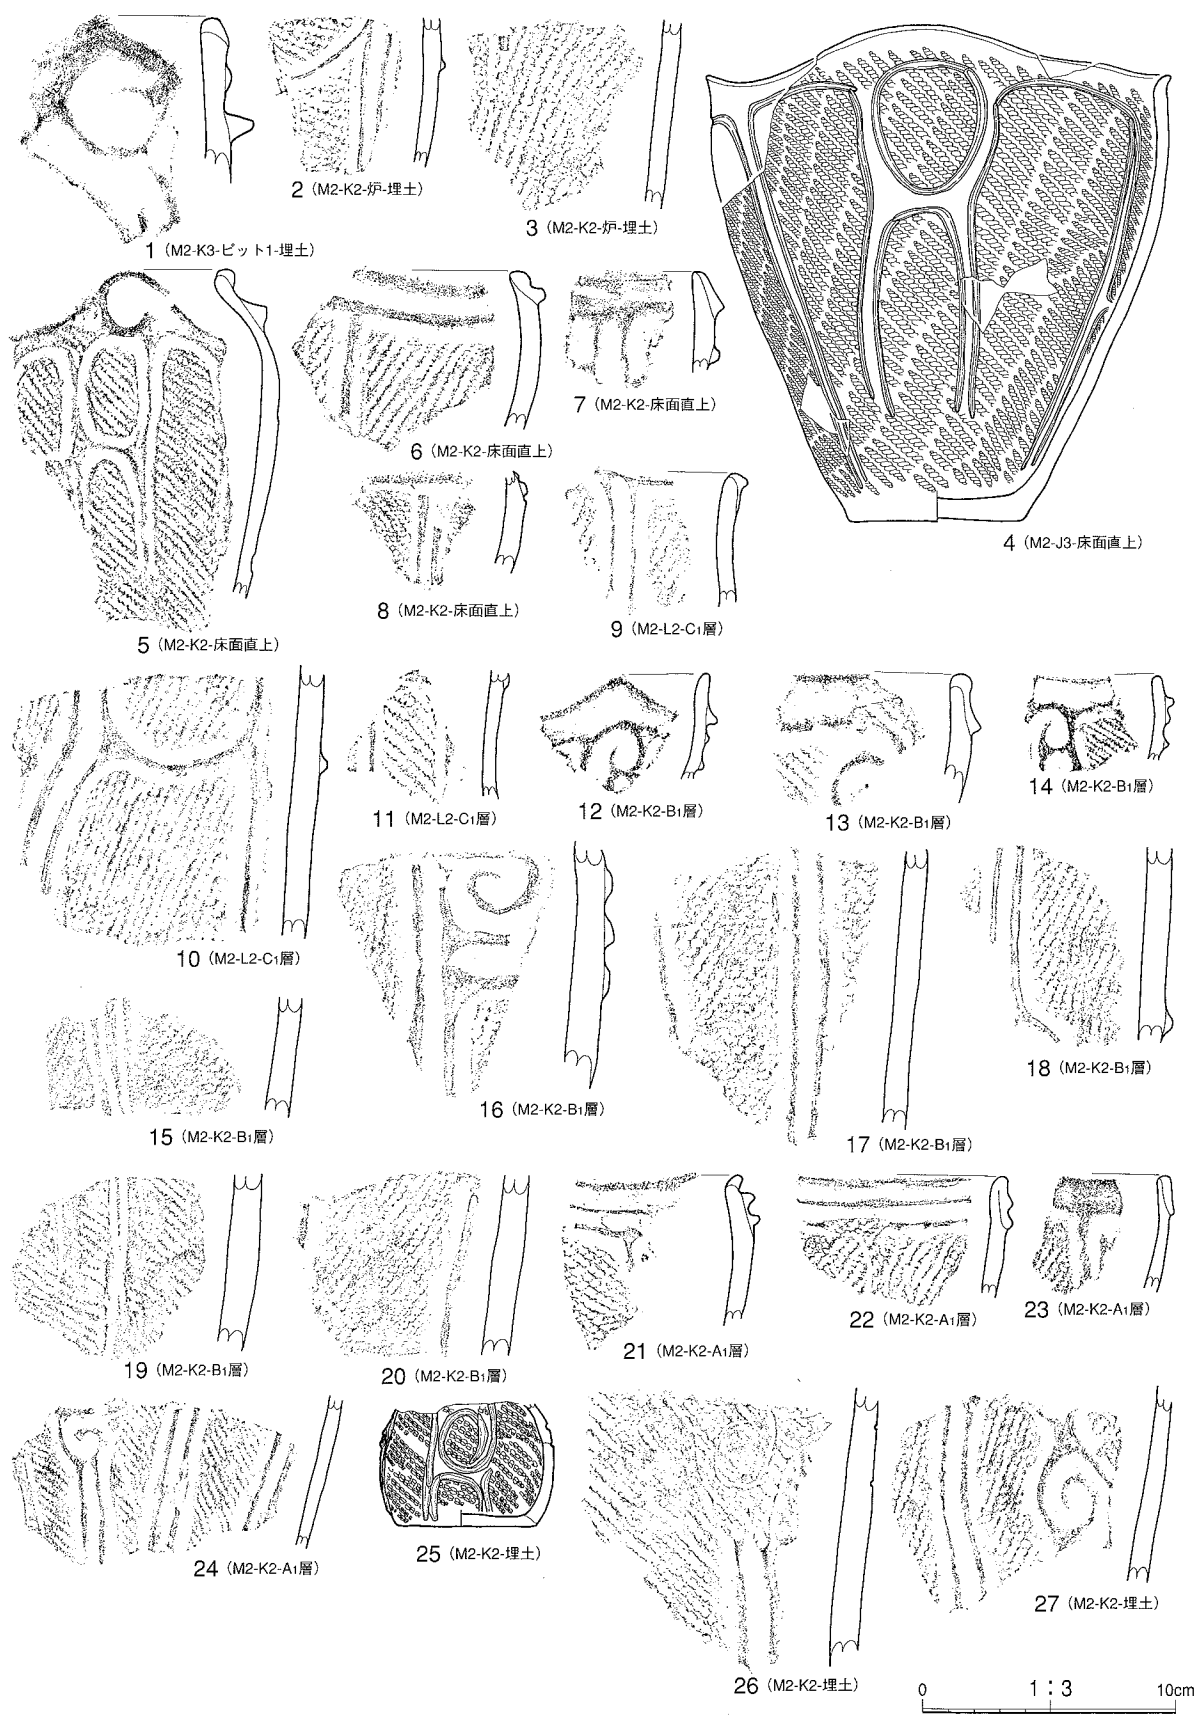 1 (M2-K3-ピット1-埋土)
2 (M2-K2-炉-埋土)
3 (M2-K2-炉-埋土)
4 (M2-J3-床面直上)
5 (M2-K2-床面直上)
6 (M2-K2-床面直上)
7 (M2-K2-床面直上)
8 (M2-K2-床面直上)
9 (M2-L2-C1層)
10 (M2-L2-C1層)
11 (M2-L2-C1層)
12 (M2-K2-B1層)
13 (M2-K2-B1層)
14 (M2-K2-B1層)
15 (M2-K2-B1層)
16 (M2-K2-B1層)
17 (M2-K2-B1層)
18 (M2-K2-B1層)
19 (M2-K2-B1層)
20 (M2-K2-B1層)
21 (M2-K2-A1層)
22 (M2-K2-A1層)
23 (M2-K2-A1層)
24 (M2-K2-A1層)
25 (M2-K2-埋土)
26 (M2-K2-埋土)
27 (M2-K2-埋土)
0 1:3 10cm